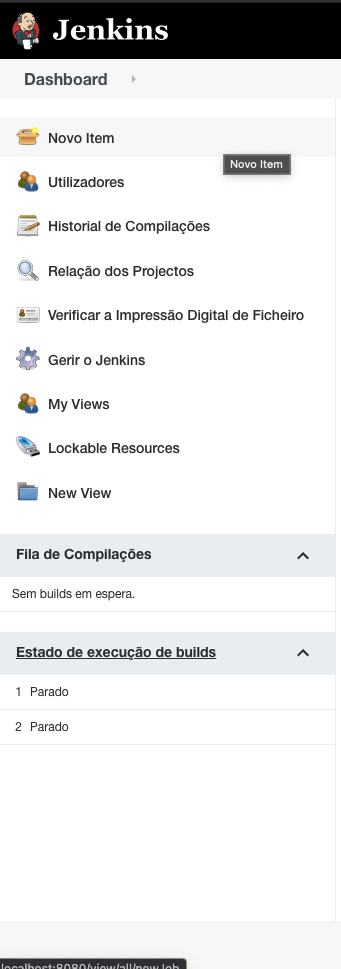 Jenkins
Dashboard
Novo Item
Novo Item
Utilizadores
Historial de Compilações
Relação dos Projectos
Verificar a Impressão Digital de Ficheiro
Gerir o Jenkins
My Views
Lockable Resources
New View
Fila de Compilações
Sem builds em espera.
Estado de execução de builds
1 Parado
2 Parado
localhost:8080/view/all/newJob